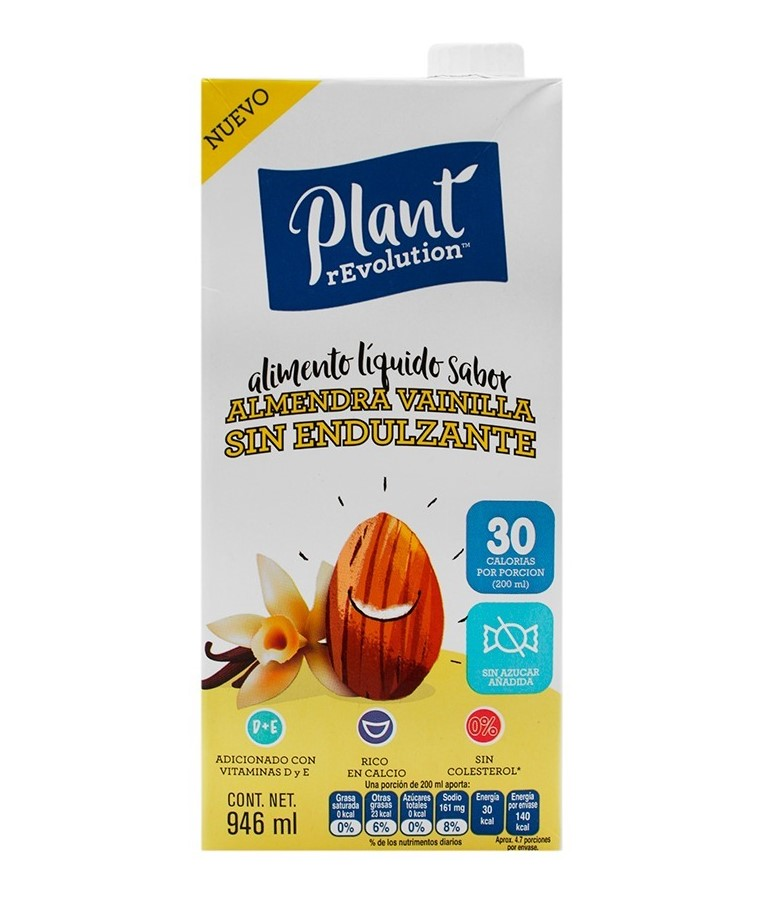 NUEVO
Plant
rEvolution™
alimento líquido sabor
ALMENDRA VAINILLA
SIN ENDULZANTE
30
CALORIAS
POR PORCION
(200 ml)
SIN AZUCAR
AÑADIDA
D+E
ADICIONADO CON
VITAMINAS D y E
RICO
EN CALCIO
0%
SIN
COLESTEROL*
CONT. NET.
946 ml
Una porción de 200 ml aporta:
Grasa
saturada
0 kcal
0%
Otras
grasas
23 kcal
6%
Azúcares
totales
0 kcal
0%
Sodio
161 mg
8%
Energía
30
kcal
Energía
por envase
140
kcal
% de los nutrimentos diarios
Aprox. 4.7 porciones
por envase.